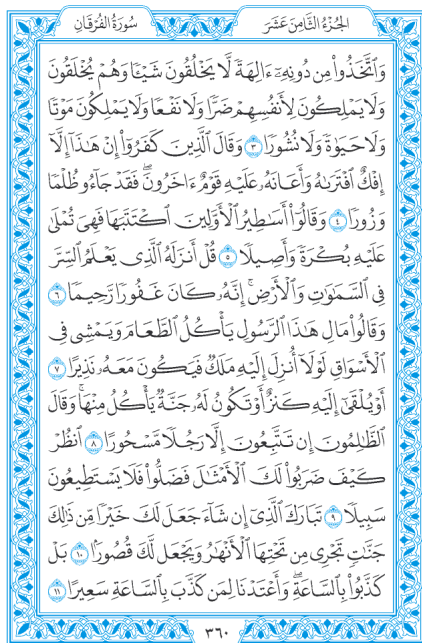 الجُزْءُ الثَّامِنَ عَشَرَ
سُورَةُ الفُرْقَانِ
وَٱتَّخَذُواْ مِن دُونِهِۦٓ ءَالِهَةٗ لَّا يَخۡلُقُونَ شَيۡـٔٗا وَهُمۡ يُخۡلَقُونَ
وَلَا يَمۡلِكُونَ لِأَنفُسِهِمۡ ضَرّٗا وَلَا نَفۡعٗا وَلَا يَمۡلِكُونَ مَوۡتٗا
وَلَا حَيَوٰةٗ وَلَا نُشُورٗا ٣ وَقَالَ ٱلَّذِينَ كَفَرُوٓاْ إِنۡ هَٰذَآ إِلَّآ
إِفۡكٌ ٱفۡتَرَىٰهُ وَأَعَانَهُۥ عَلَيۡهِ قَوۡمٌ ءَاخَرُونَۖ فَقَدۡ جَآءُو ظُلۡمٗا
وَزُورٗا ٤ وَقَالُوٓاْ أَسَٰطِيرُ ٱلۡأَوَّلِينَ ٱكۡتَتَبَهَا فَهِيَ تُمۡلَىٰ
عَلَيۡهِ بُكۡرَةٗ وَأَصِيلٗا ٥ قُلۡ أَنزَلَهُ ٱلَّذِي يَعۡلَمُ ٱلسِّرَّ
فِي ٱلسَّمَٰوَٰتِ وَٱلۡأَرۡضِۚ إِنَّهُۥ كَانَ غَفُورٗا رَّحِيمٗا ٦
وَقَالُواْ مَالِ هَٰذَا ٱلرَّسُولِ يَأۡكُلُ ٱلطَّعَامَ وَيَمۡشِي فِي
ٱلۡأَسۡوَاقِ لَوۡلَآ أُنزِلَ إِلَيۡهِ مَلَكٞ فَيَكُونَ مَعَهُۥ نَذِيرًا ٧
أَوۡ يُلۡقَىٰٓ إِلَيۡهِ كَنزٌ أَوۡ تَكُونُ لَهُۥ جَنَّةٞ يَأۡكُلُ مِنۡهَاۚ وَقَالَ
ٱلظَّٰلِمُونَ إِن تَتَّبِعُونَ إِلَّا رَجُلٗا مَّسۡحُورًا ٨ ٱنظُرۡ
كَيۡفَ ضَرَبُواْ لَكَ ٱلۡأَمۡثَٰلَ فَضَلُّواْ فَلَا يَسۡتَطِيعُونَ
سَبِيلٗا ٩ تَبَارَكَ ٱلَّذِيٓ إِن شَآءَ جَعَلَ لَكَ خَيۡرٗا مِّن ذَٰلِكَ
جَنَّٰتٖ تَجۡرِي مِن تَحۡتِهَا ٱلۡأَنۡهَٰرُ وَيَجۡعَل لَّكَ قُصُورَۢا ١٠ بَلۡ
كَذَّبُواْ بِٱلسَّاعَةِۖ وَأَعۡتَدۡنَا لِمَن كَذَّبَ بِٱلسَّاعَةِ سَعِيرًا ١١
٣٦٠